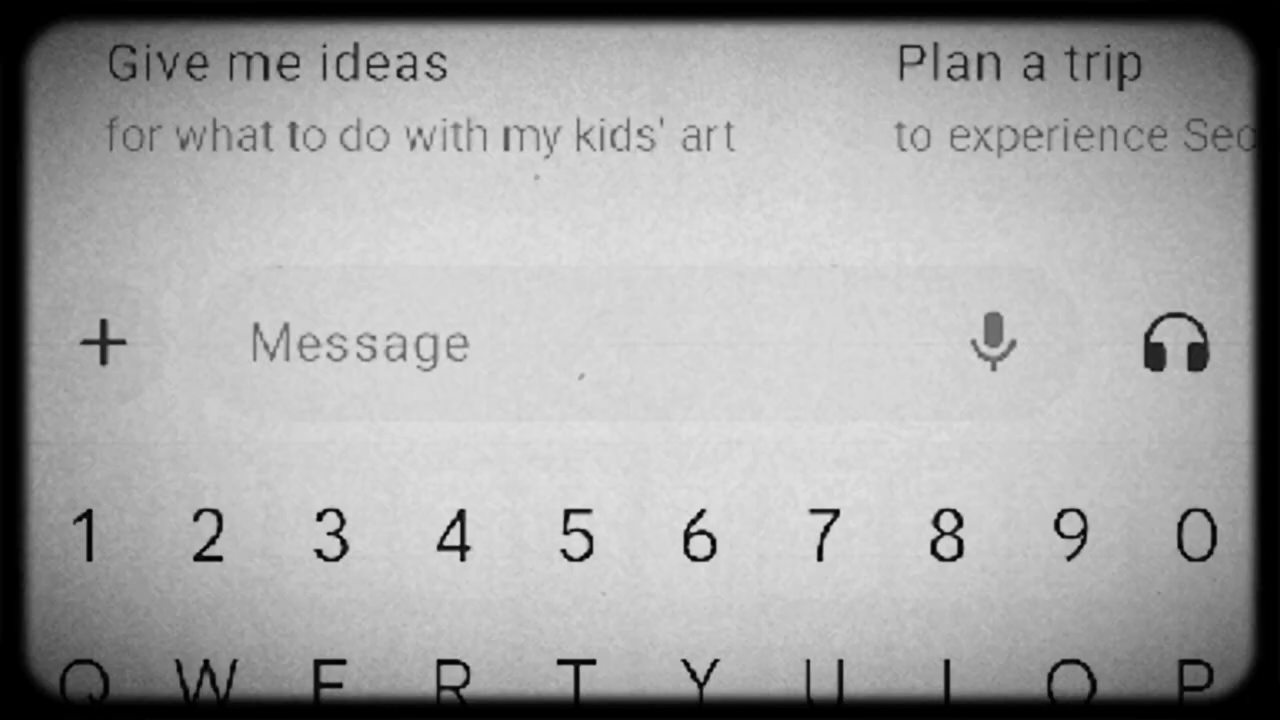 Give me ideas
Plan a trip
for what to do with my kids' art
to experience
Message
1 2 3 4 5 6 7 8 9 0
Q W E R T Y U I O P